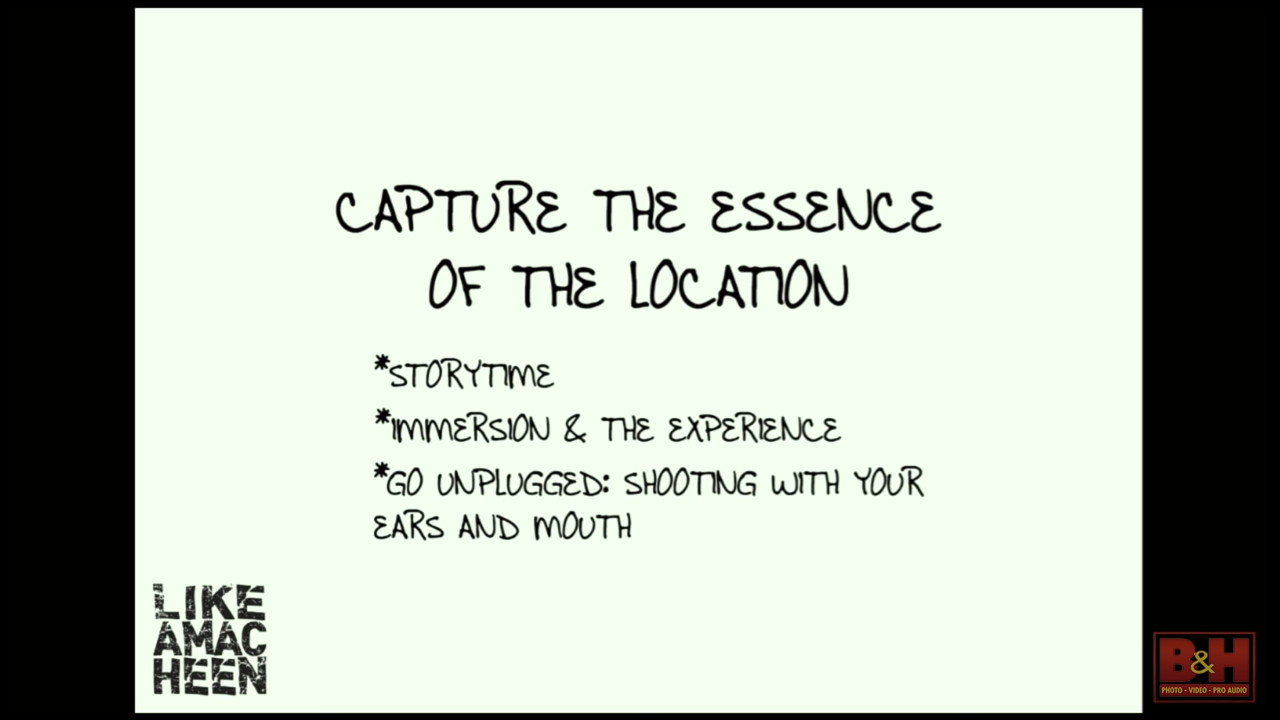 CAPTURE THE ESSENCE
OF THE LOCATION
*STORYTIME
*IMMERSION & THE EXPERIENCE
*GO UNPLUGGED: SHOOTING WITH YOUR
EARS AND MOUTH
LIKE
AMAC
HEEN
B&H
PHOTO - VIDEO - PRO AUDIO